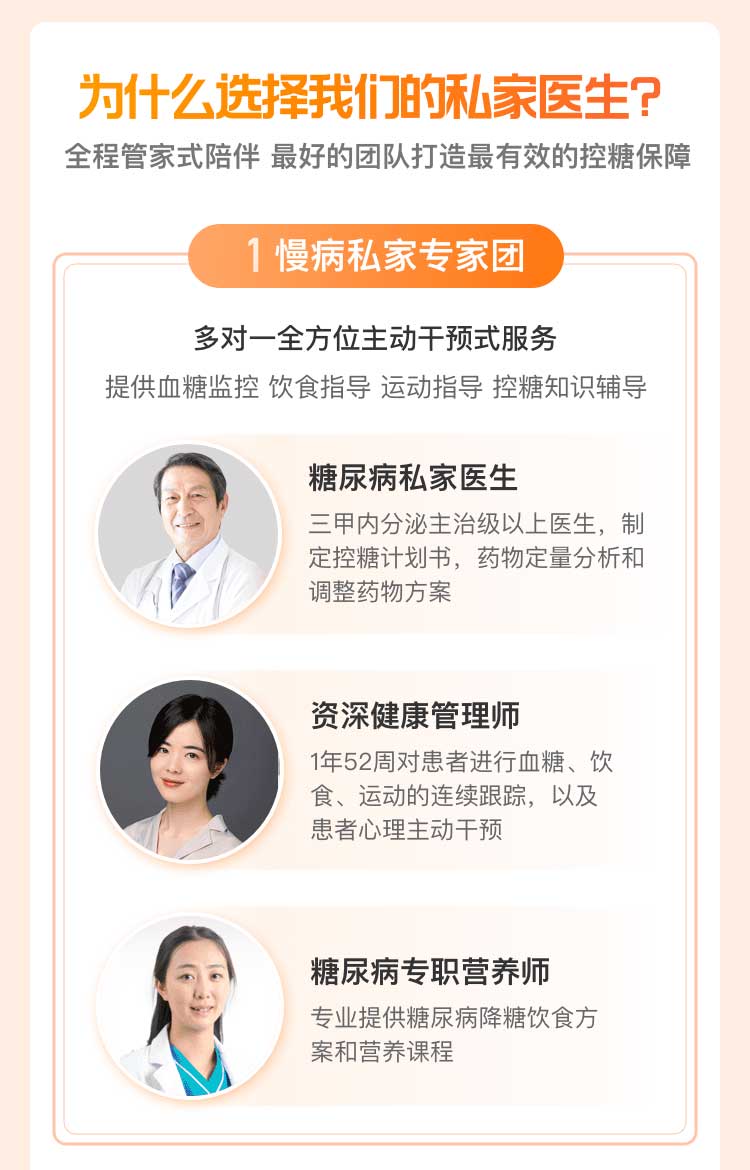 为什么选择我们的私家医生?
全程管家式陪伴 最好的团队打造最有效的控糖保障
1 慢病私家专家团
多对一全方位主动干预式服务
提供血糖监控 饮食指导 运动指导 控糖知识辅导
糖尿病私家医生
三甲内分泌主治级以上医生，制
定控糖计划书，药物定量分析和
调整药物方案
资深健康管理师
1年52周对患者进行血糖、饮
食、运动的连续跟踪，以及
患者心理主动干预
糖尿病专职营养师
专业提供糖尿病降糖饮食方
案和营养课程